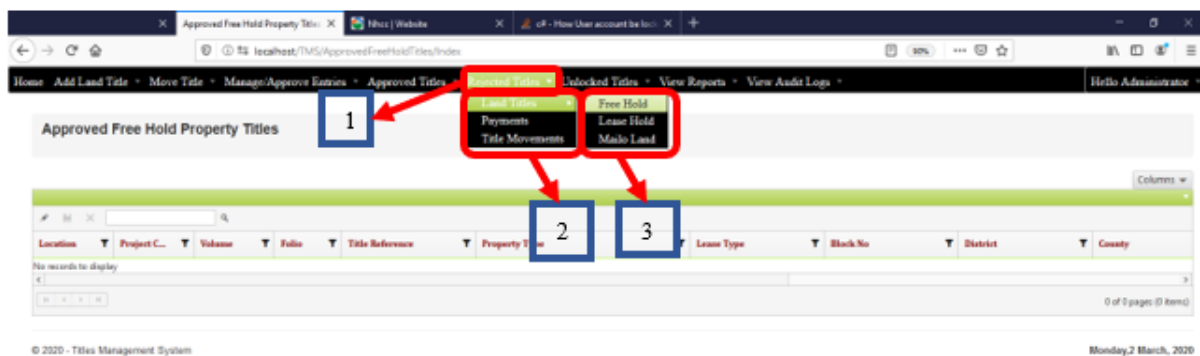 Approved Free Hold Property Titles
Nhcc | Website
c# - How User account be loc
localhost/TMS/ApprovedFreeHoldTitles/Index
90%
Home Add Land Title Move Title Manage/Approve Entries Approved Titles Rejected Titles Unlocked Titles View Reports View Audit Logs Hello Administrator
Land Titles
Payments
Title Movements
Free Hold
Lease Hold
Mailo Land
1
Approved Free Hold Property Titles
Columns
2
3
Location Project C... Volume Folio Title Reference Property Lease Type Block No District County
No records to display
0 of 0 pages (0 items)
© 2020 - Titles Management System
Monday,2 March, 2020